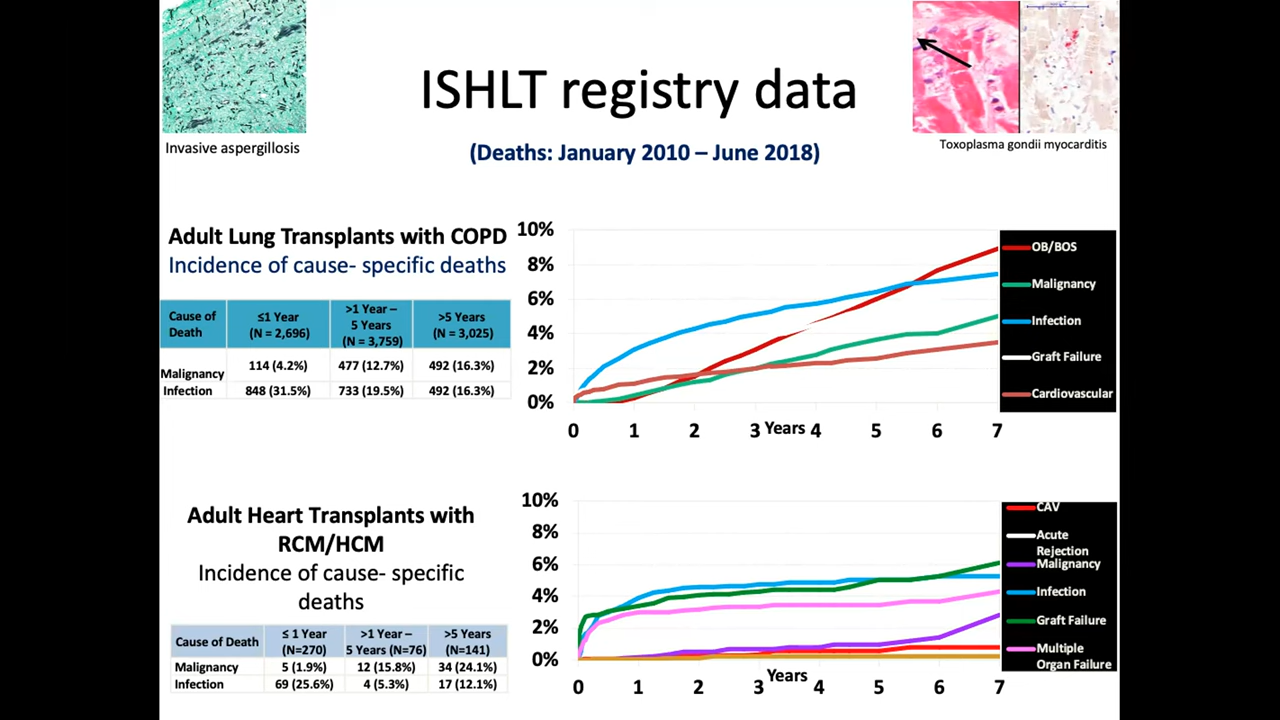 ISHLT registry data
(Deaths: January 2010 – June 2018)
Invasive aspergillosis
Toxoplasma gondii myocarditis
Adult Lung Transplants with COPD
Incidence of cause- specific deaths
Cause of Death ≤1 Year (N = 2,696) >1 Year – 5 Years (N = 3,759) >5 Years (N = 3,025)
Malignancy 114 (4.2%) 477 (12.7%) 492 (16.3%)
Infection 848 (31.5%) 733 (19.5%) 492 (16.3%)
10%
8%
6%
4%
2%
0%
0 1 2 3 Years 4 5 6 7
OB/BOS
Malignancy
Infection
Graft Failure
Cardiovascular
Adult Heart Transplants with
RCM/HCM
Incidence of cause- specific
deaths
Cause of Death ≤ 1 Year (N=270) >1 Year – 5 Years (N=76) >5 Years (N=141)
Malignancy 5 (1.9%) 12 (15.8%) 34 (24.1%)
Infection 69 (25.6%) 4 (5.3%) 17 (12.1%)
10%
8%
6%
4%
2%
0%
Years
0 1 2 3 4 5 6 7
CAV
Acute
Rejection
Malignancy
Infection
Graft Failure
Multiple
Organ Failure